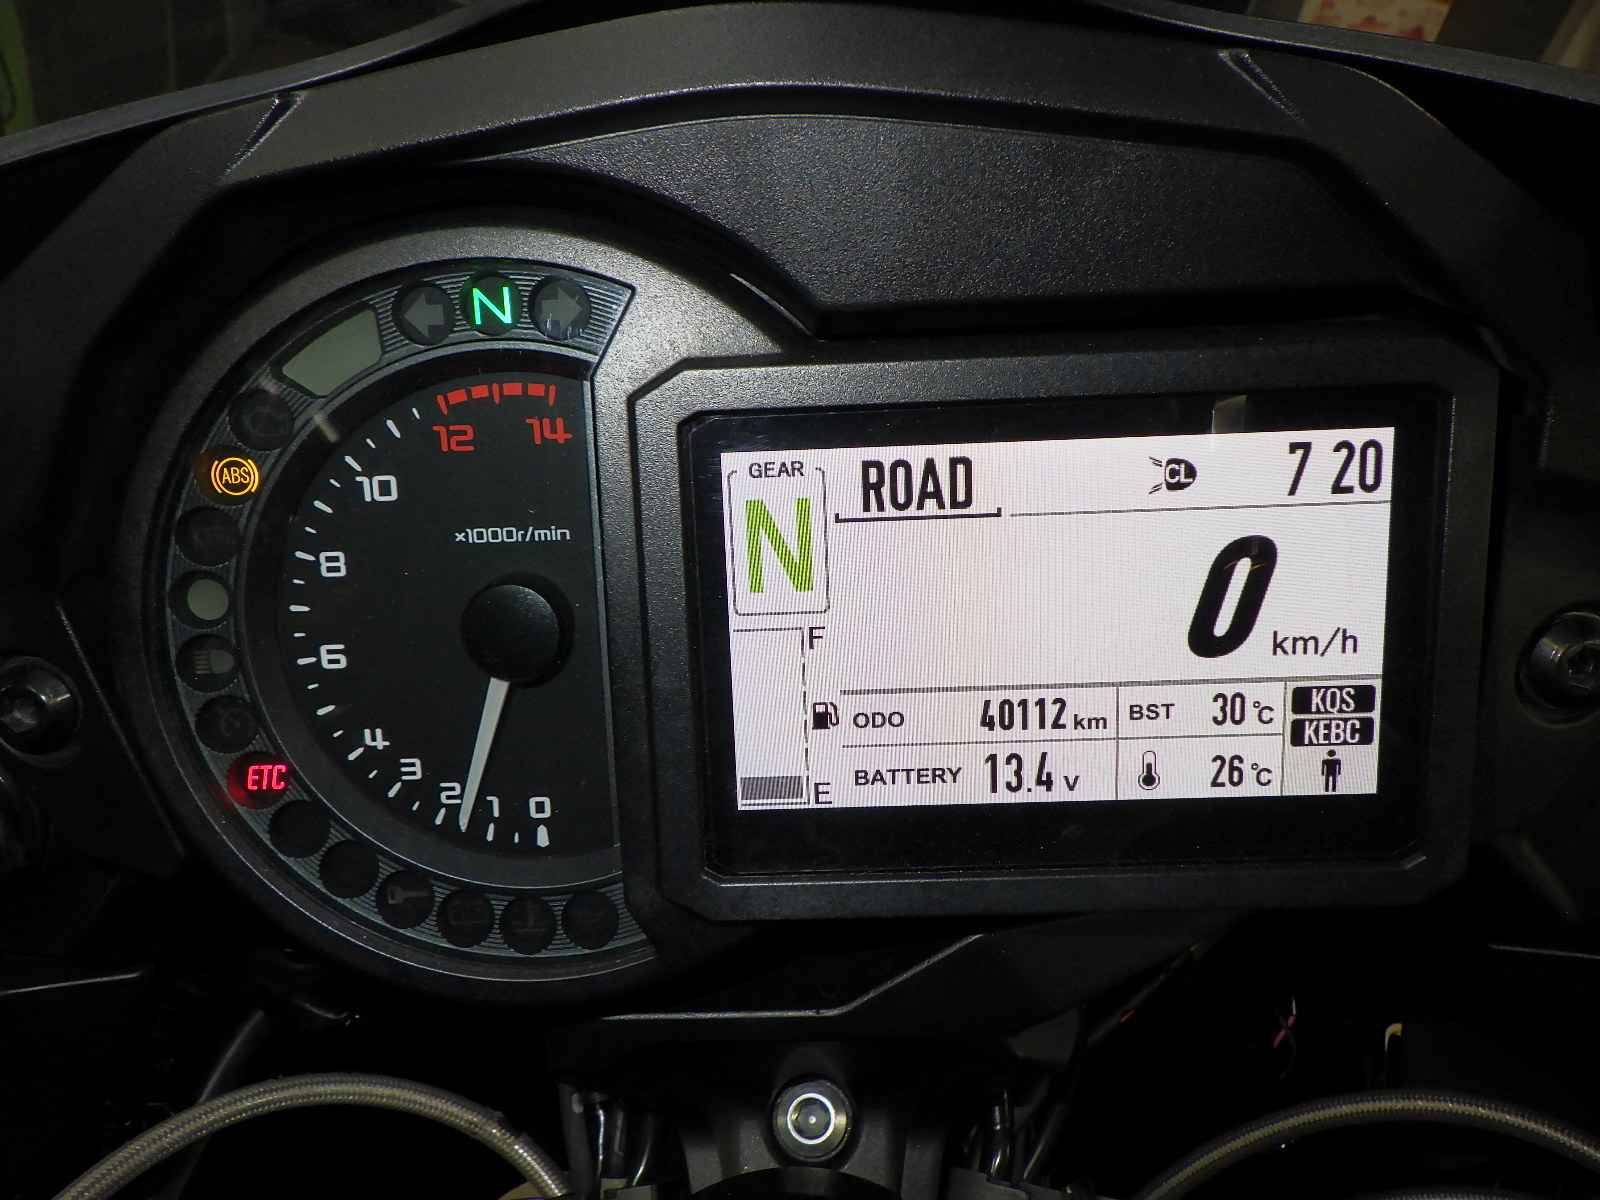 N
12 14
ABS
10
×1000r/min
8
6
4
3
2
1
0
ETC
GEAR
N
ROAD
CL
7 20
0 km/h
F
E
ODO 40112 km
BST 30 ℃
BATTERY 13.4 V
26 ℃
KQS
KEBC